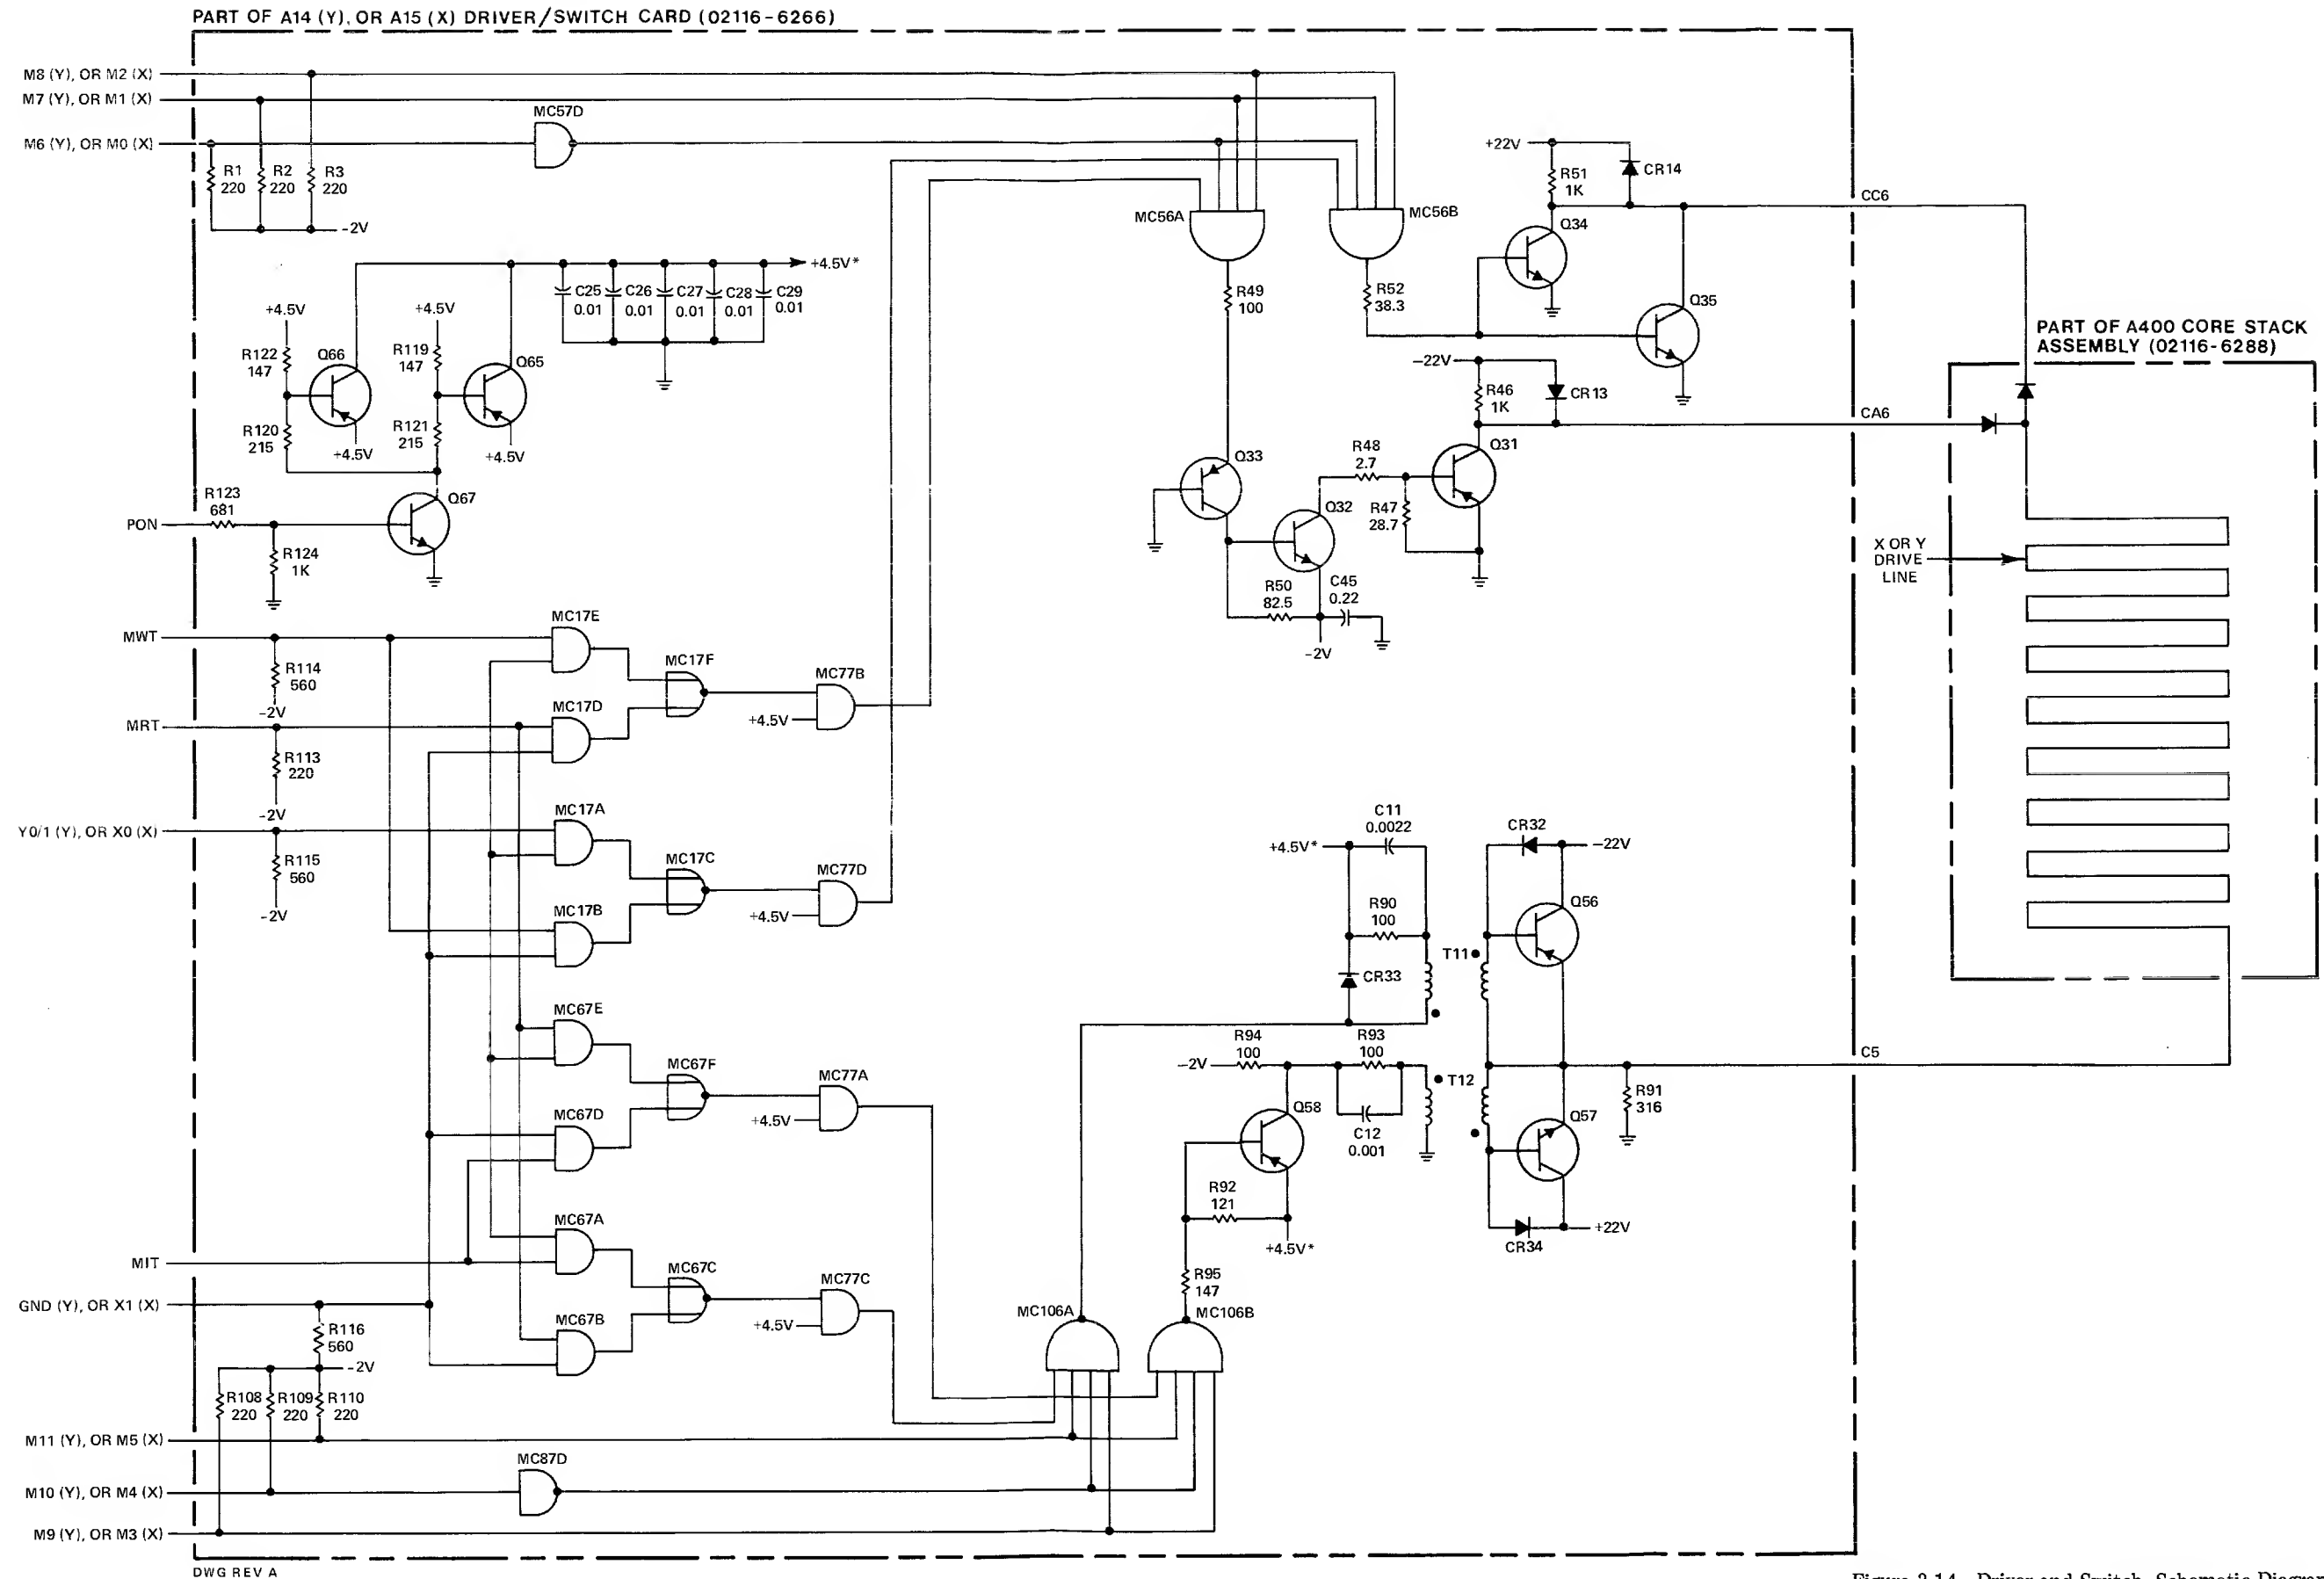 PART OF A14 (Y), OR A15 (X) DRIVER/SWITCH CARD (02116-6266)
M8 (Y), OR M2 (X)
M7 (Y), OR M1 (X)
M6 (Y), OR M0 (X)
MC57D
R1
220
R2
220
R3
220
-2V
MC56A
MC56B
+22V
R51
1K
CR14
CC6
Q34
+4.5V*
C25
0.01
C26
0.01
C27
0.01
C28
0.01
C29
0.01
R49
100
R52
38.3
Q35
+4.5V
+4.5V
R122
147
Q66
R119
147
Q65
R120
215
+4.5V
R121
215
+4.5V
-22V
R46
1K
CR13
CA6
PART OF A400 CORE STACK
ASSEMBLY (02116-6288)
Q33
R48
2.7
Q31
R47
28.7
Q32
R50
82.5
C45
0.22
-2V
X OR Y
DRIVE
LINE
R123
681
Q67
PON
R124
1K
MWT
R114
560
-2V
MC17E
MC17F
MC77B
+4.5V
MRT
R113
220
-2V
MC17D
Y0/1 (Y), OR X0 (X)
R115
560
-2V
MC17A
MC17C
MC77D
+4.5V
MC17B
C11
0.0022
+4.5V*
R90
100
CR33
T11
CR32
-22V
Q56
MC67E
MC67F
MC77A
+4.5V
MC67D
R94
100
-2V
R93
100
T12
C5
Q58
C12
0.001
R91
316
Q57
R92
121
+4.5V*
CR34
+22V
R95
147
MIT
MC67A
MC67C
MC77C
+4.5V
MC67B
MC106A
MC106B
GND (Y), OR X1 (X)
R116
560
-2V
R108
220
R109
220
R110
220
M11 (Y), OR M5 (X)
MC87D
M10 (Y), OR M4 (X)
M9 (Y), OR M3 (X)
DWG REV A
Figure 2-14. Driver and Switch, Schematic Diagram